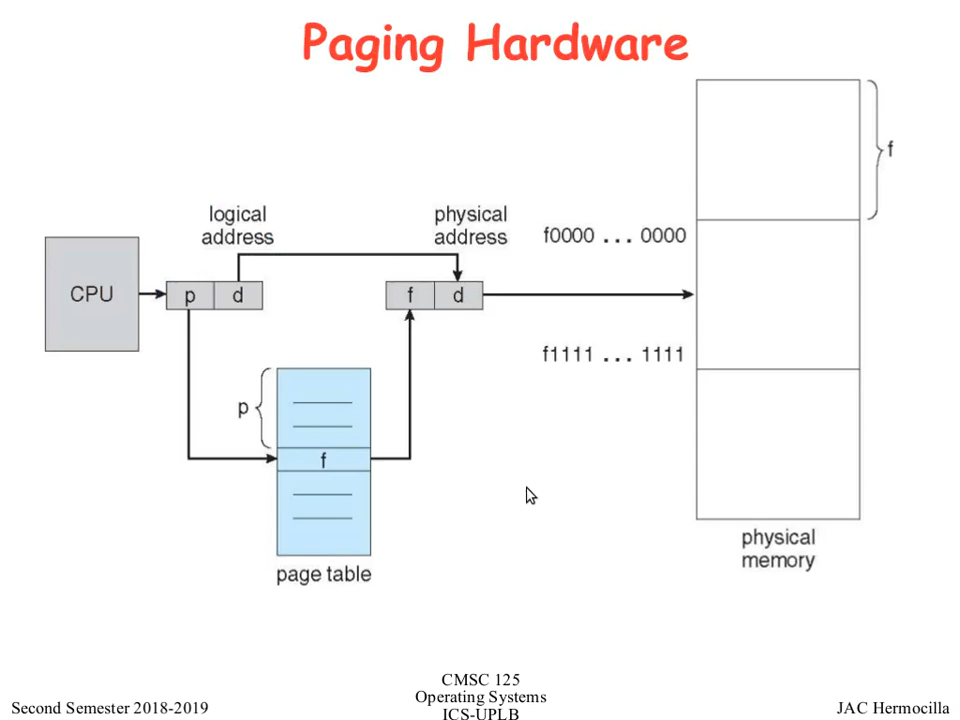 Paging Hardware
f
logical
address
physical
address
f0000 ... 0000
CPU
p
d
f
d
f1111 ... 1111
p
f
physical
memory
page table
CMSC 125
Operating Systems
ICS-UPLB
Second Semester 2018-2019
JAC Hermocilla